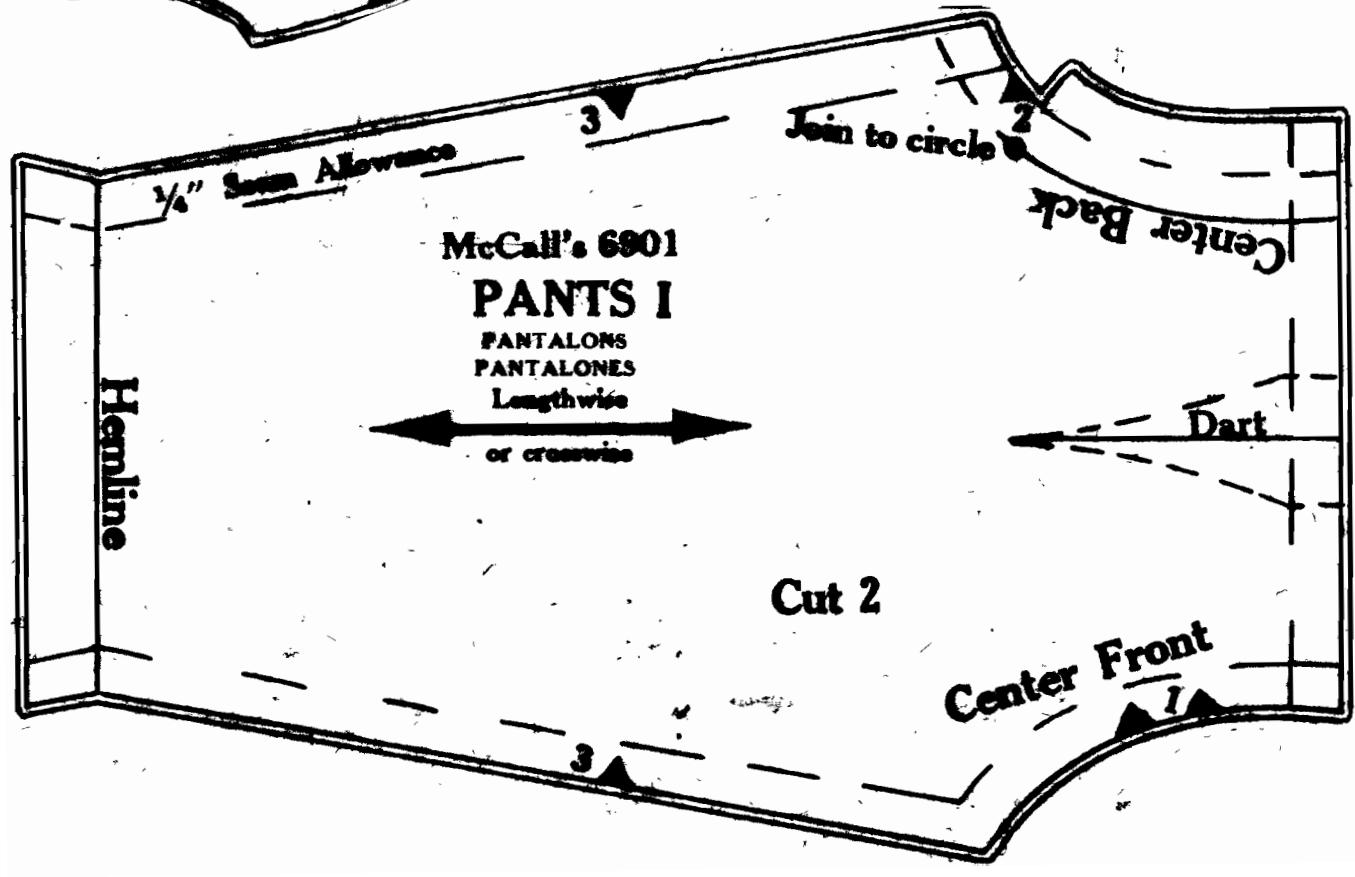 2
3
Join to circle
1/4" Seam Allowance
Center Back
McCall's 6901
PANTS I
PANTALONS
PANTALONES
Lengthwise
or crosswise
Hemline
Dart
Cut 2
Center Front
1
3